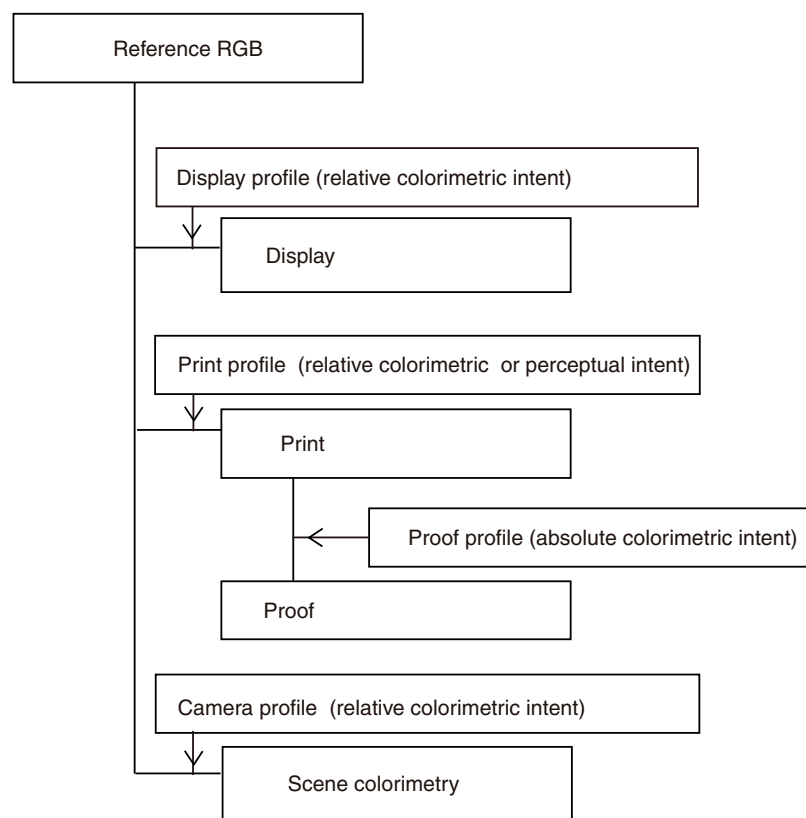 Reference RGB
Display profile (relative colorimetric intent)
Display
Print profile (relative colorimetric or perceptual intent)
Print
Proof profile (absolute colorimetric intent)
Proof
Camera profile (relative colorimetric intent)
Scene colorimetry